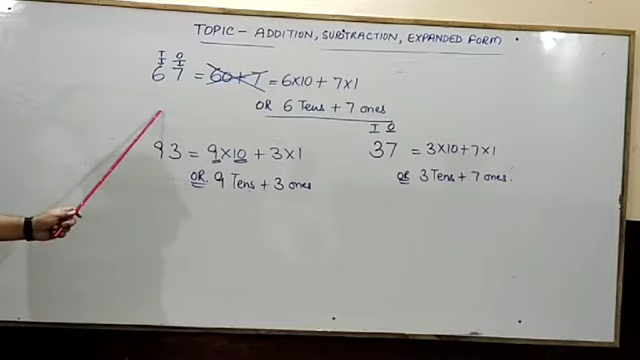 TOPIC - ADDITION, SUBTRACTION, EXPANDED FORM .
T O
67 = 60+7 = 6×10 + 7×1
OR 6 Tens + 7 ones
93 = 9×10 + 3×1
OR. 9 Tens + 3 ones
T O
37 = 3×10+7×1
OR 3 Tens + 7 ones.